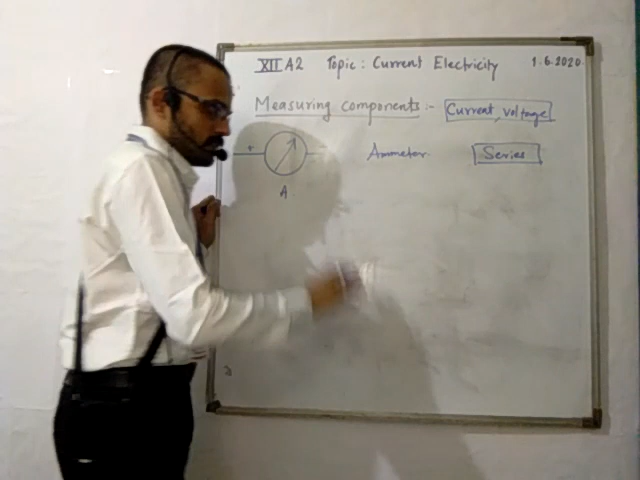 XII A2 Topic : Current Electricity 1.6.2020
Measuring components :- Current, voltage
+ Ammeter Series
A